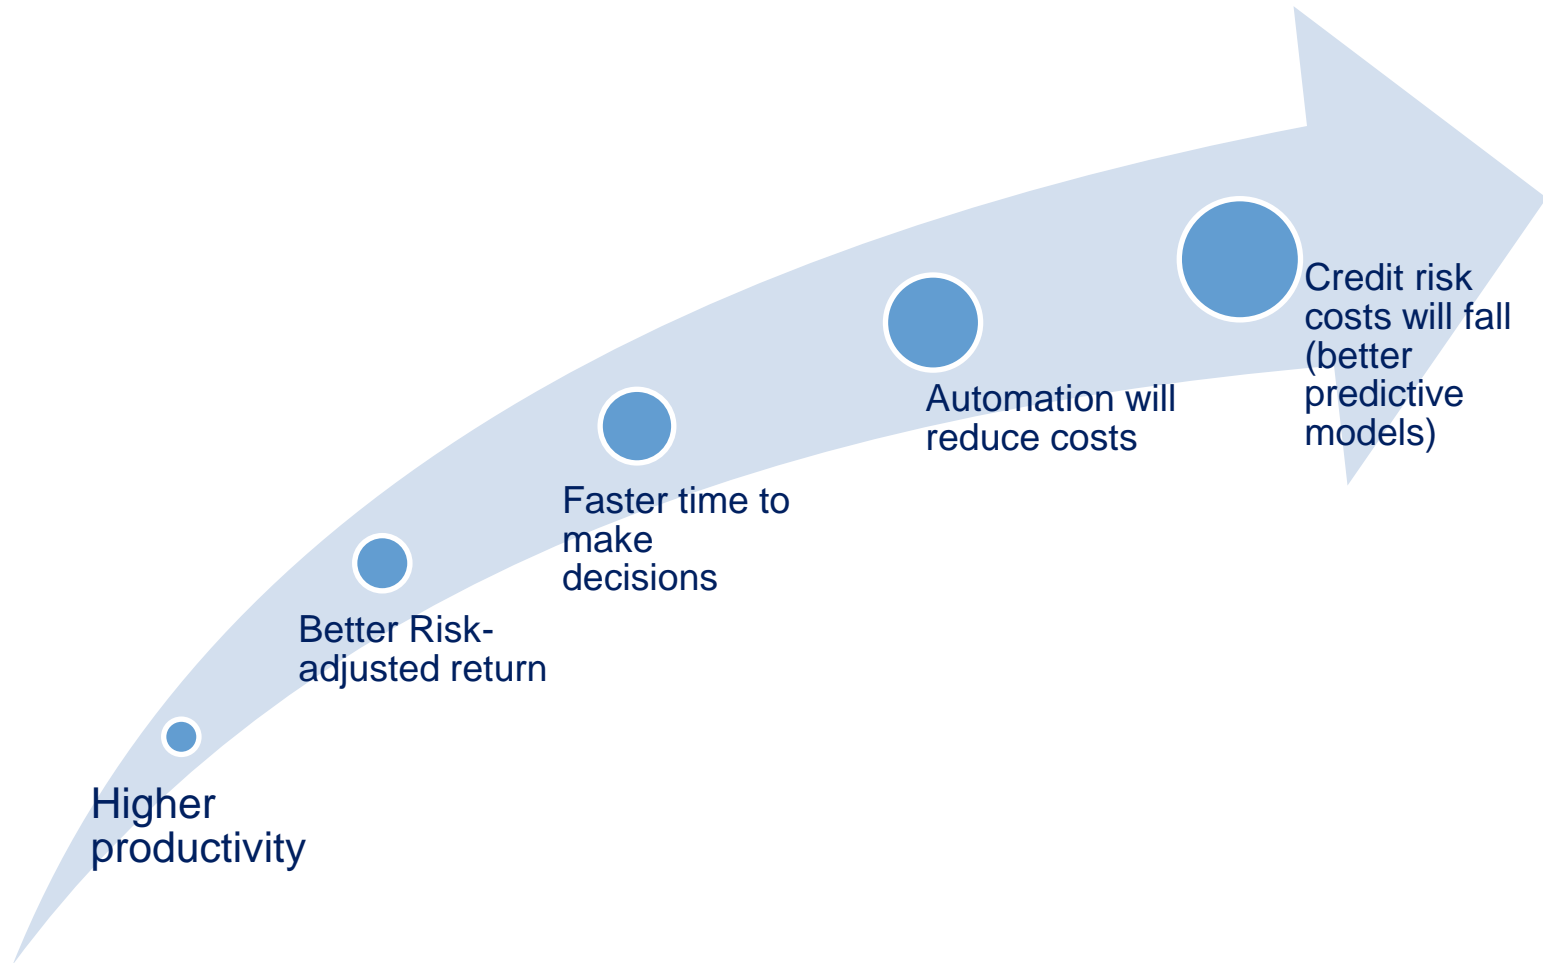 Higher
productivity
Better Risk-
adjusted return
Faster time to
make
decisions
Automation will
reduce costs
Credit risk
costs will fall
(better
predictive
models)